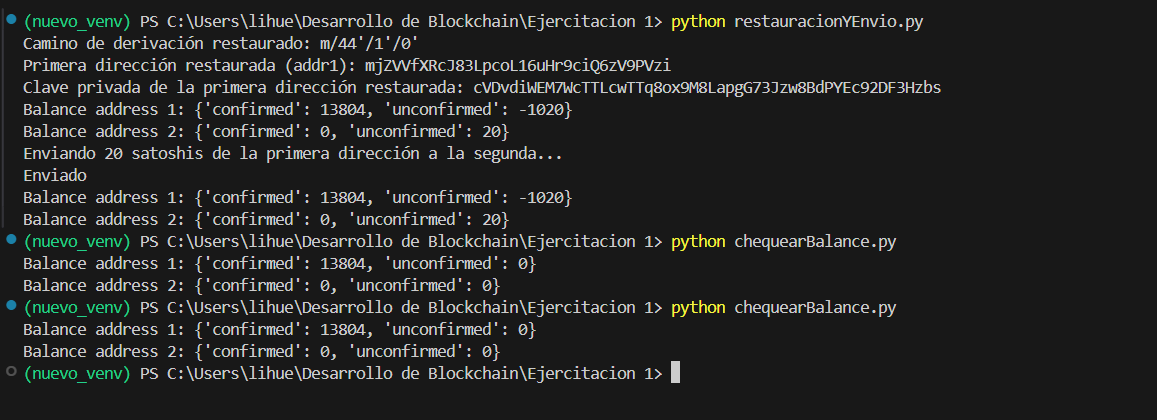 (nuevo_venv) PS C:\Users\lihue\Desarrollo de Blockchain\Ejercitacion 1> python restauracionYEnvio.py
Camino de derivación restaurado: m/44'/1'/0'
Primera dirección restaurada (addr1): mjZVVfXRcJ83LpcoL16uHr9ciQ6zV9PVzi
Clave privada de la primera dirección restaurada: cVDvdiWEM7WcTTLcwTTq8ox9M8LapgG73Jzw8BdPYEc92DF3Hzbs
Balance address 1: {'confirmed': 13804, 'unconfirmed': -1020}
Balance address 2: {'confirmed': 0, 'unconfirmed': 20}
Enviando 20 satoshis de la primera dirección a la segunda...
Enviado
Balance address 1: {'confirmed': 13804, 'unconfirmed': -1020}
Balance address 2: {'confirmed': 0, 'unconfirmed': 20}
(nuevo_venv) PS C:\Users\lihue\Desarrollo de Blockchain\Ejercitacion 1> python chequearBalance.py
Balance address 1: {'confirmed': 13804, 'unconfirmed': 0}
Balance address 2: {'confirmed': 0, 'unconfirmed': 0}
(nuevo_venv) PS C:\Users\lihue\Desarrollo de Blockchain\Ejercitacion 1> python chequearBalance.py
Balance address 1: {'confirmed': 13804, 'unconfirmed': 0}
Balance address 2: {'confirmed': 0, 'unconfirmed': 0}
(nuevo_venv) PS C:\Users\lihue\Desarrollo de Blockchain\Ejercitacion 1>